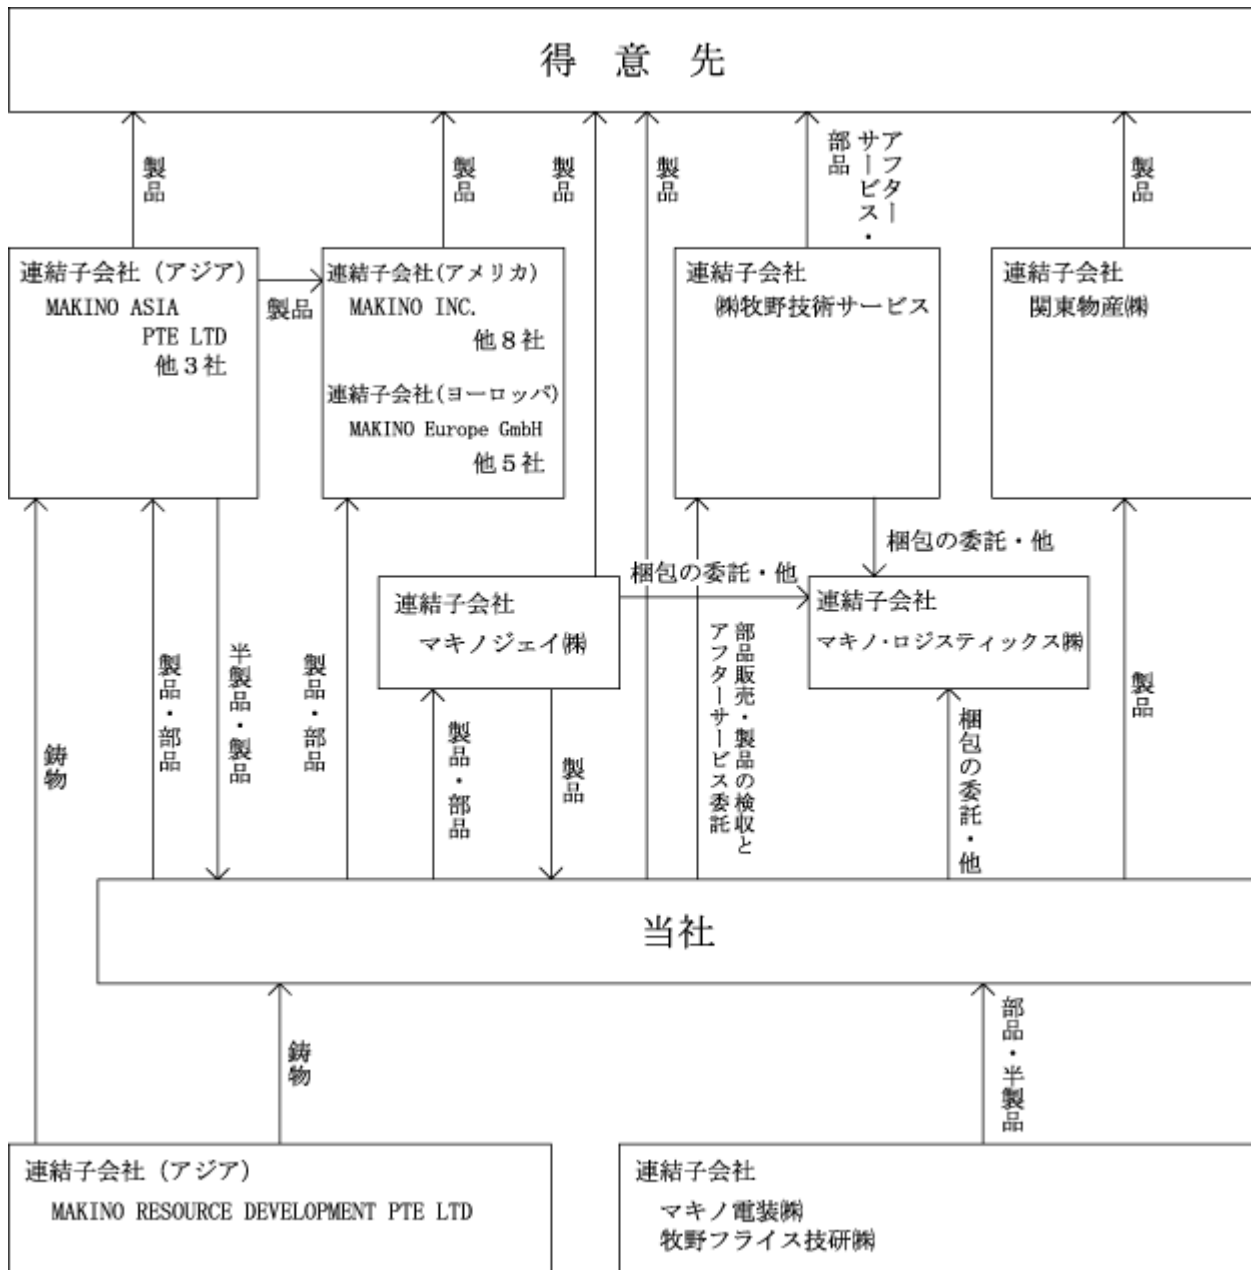 得意先
製品
製品
製品
製品
アフター
サービス・
部品
製品
連結子会社（アジア）
MAKINO ASIA
PTE LTD
他３社
製品
連結子会社(アメリカ)
MAKINO INC.
他８社
連結子会社(ヨーロッパ)
MAKINO Europe GmbH
他５社
連結子会社
㈱牧野技術サービス
連結子会社
関東物産㈱
梱包の委託・他
梱包の委託・他
連結子会社
マキノジェイ㈱
連結子会社
マキノ・ロジスティックス㈱
鋳物
製品・部品
半製品・製品
製品・部品
製品・部品
製品
部品販売・製品の検収と
アフターサービス委託
梱包の委託・他
製品
当社
鋳物
部品・半製品
連結子会社（アジア）
MAKINO RESOURCE DEVELOPMENT PTE LTD
連結子会社
マキノ電装㈱
牧野フライス技研㈱